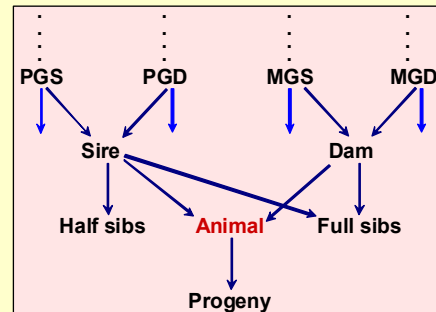 PGS PGD MGS MGD
Sire Dam
Half sibs Animal Full sibs
Progeny